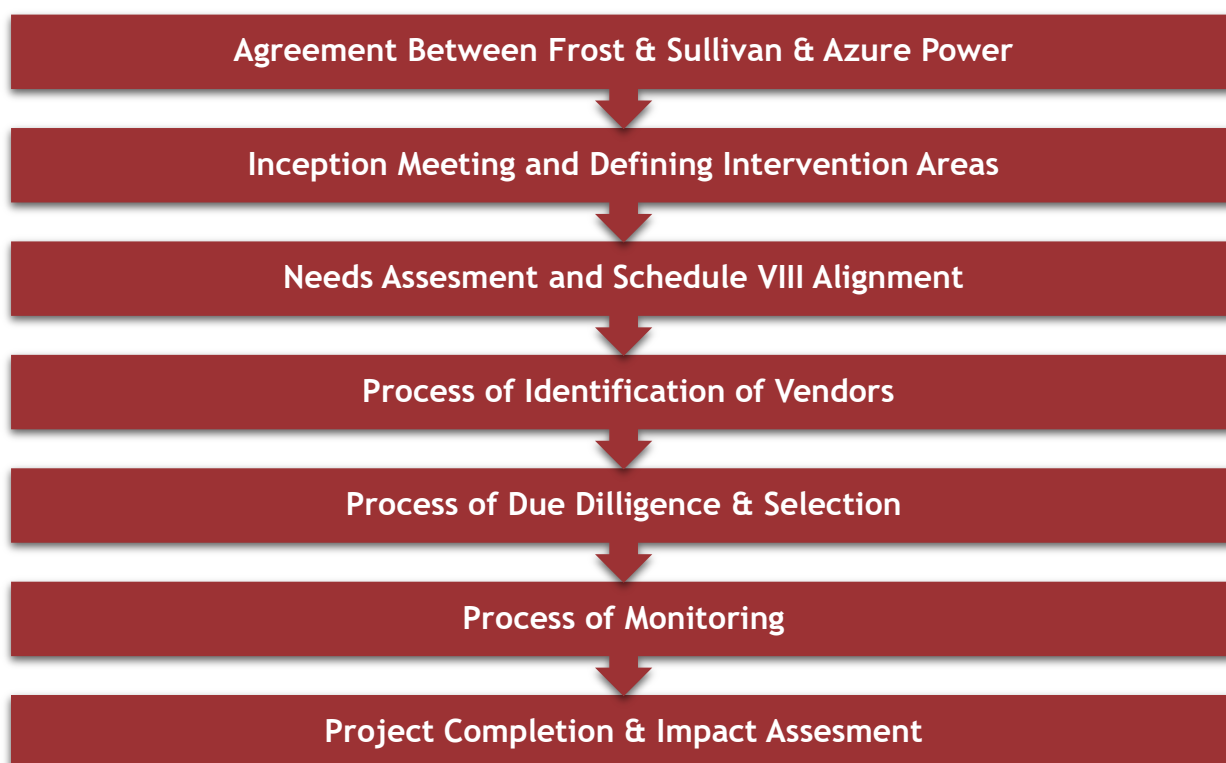 Agreement Between Frost & Sullivan & Azure Power
Inception Meeting and Defining Intervention Areas
Needs Assesment and Schedule VIII Alignment
Process of Identification of Vendors
Process of Due Dilligence & Selection
Process of Monitoring
Project Completion & Impact Assesment